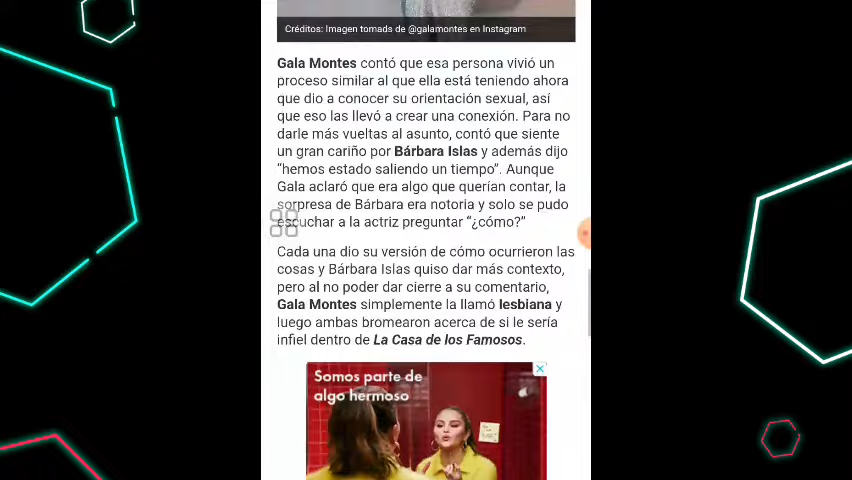 Créditos: Imagen tomads de @galamontes en Instagram
Gala Montes contó que esa persona vivió un
proceso similar al que ella está teniendo ahora
que dio a conocer su orientación sexual, así
que eso las llevó a crear una conexión. Para no
darle más vueltas al asunto, contó que siente
un gran cariño por Bárbara Islas y además dijo
“hemos estado saliendo un tiempo”. Aunque
Gala aclaró que era algo que querían contar, la
sorpresa de Bárbara era notoria y solo se pudo
escuchar a la actriz preguntar “¿cómo?”
Cada una dio su versión de cómo ocurrieron las
cosas y Bárbara Islas quiso dar más contexto,
pero al no poder dar cierre a su comentario,
Gala Montes simplemente la llamó lesbiana y
luego ambas bromearon acerca de si le sería
infiel dentro de La Casa de los Famosos.
Somos parte de
algo hermoso